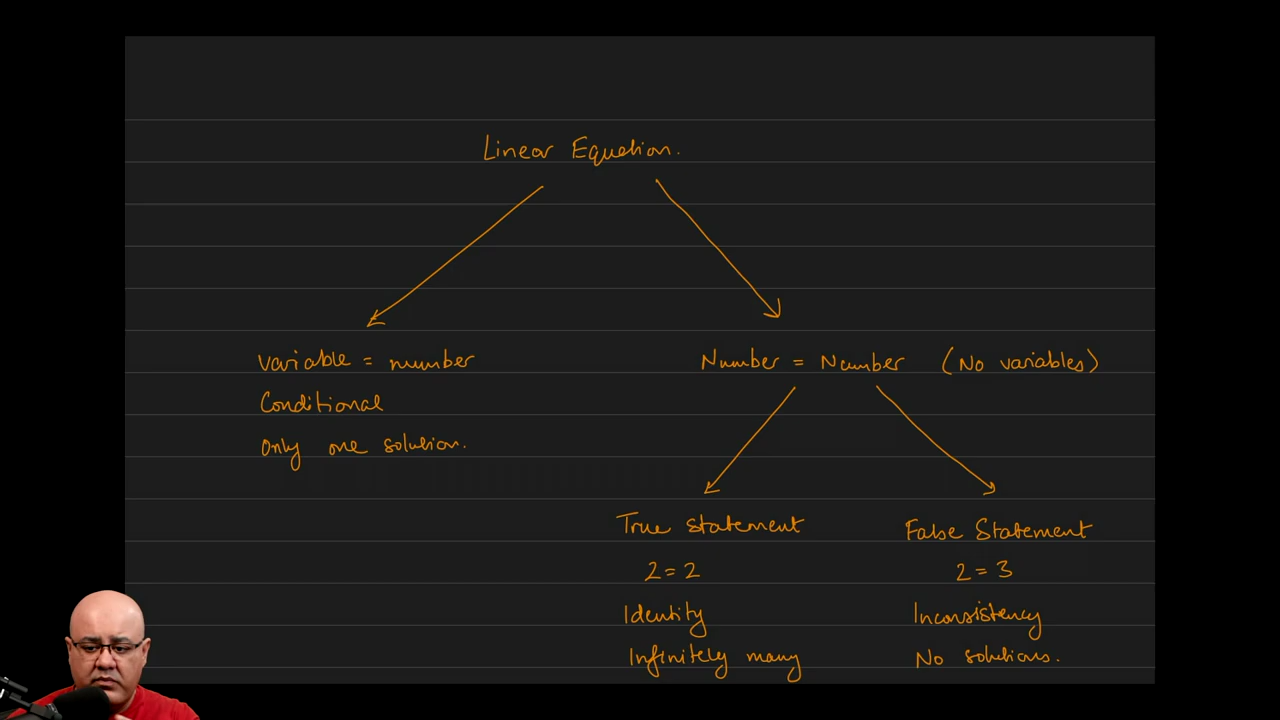 Linear Equation.
variable = number
Conditional
Only one solution.
Number = Number (No variables)
True statement
2 = 2
Identity
Infinitely many
False Statement
2 = 3
Inconsistency
No solutions.